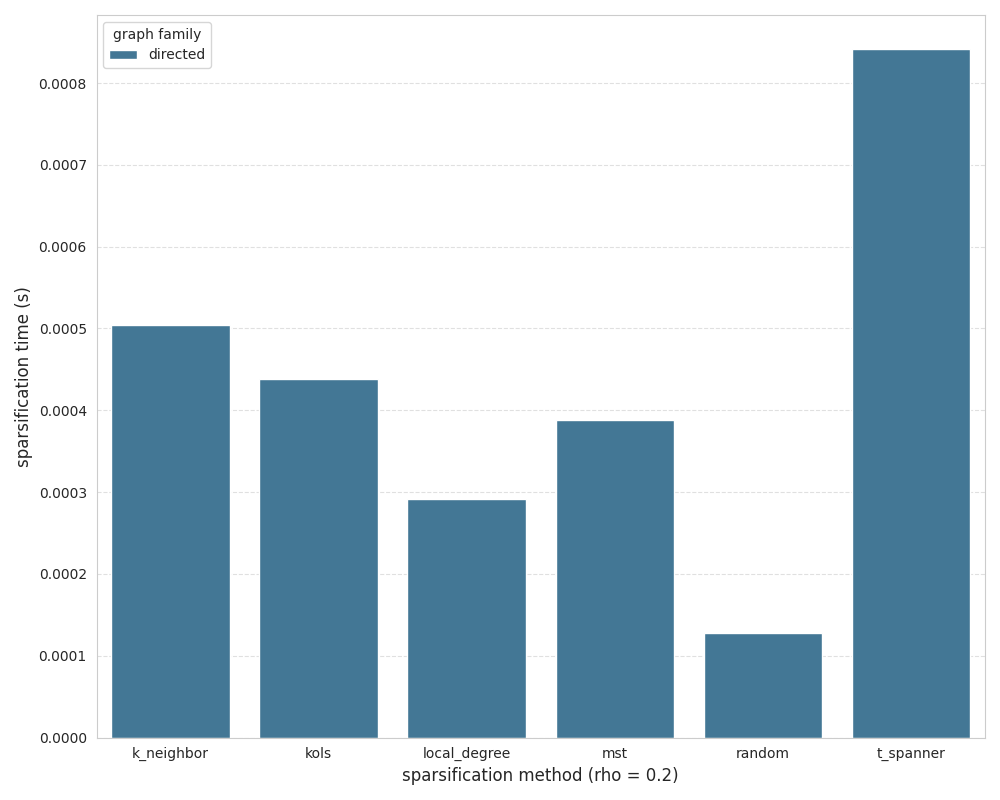 graph family
directed
0.0008
0.0007
0.0006
0.0005
0.0004
0.0003
0.0002
0.0001
0.0000
sparsification time (s)
k_neighbor kols local_degree mst random t_spanner
sparsification method (rho = 0.2)